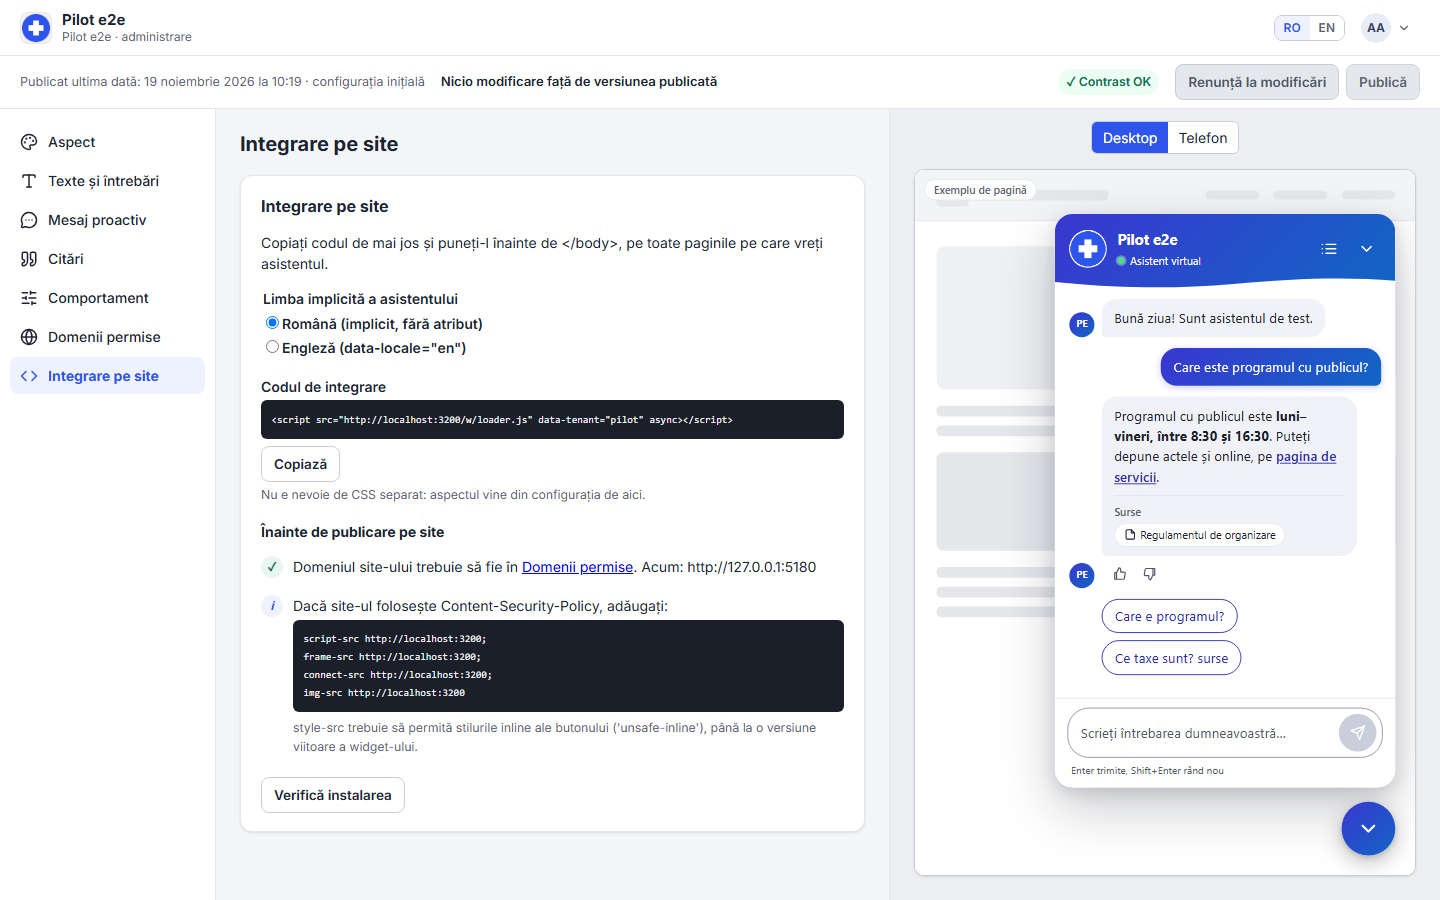 Pilot e2e
Pilot e2e · administrare
RO EN
AA
Publicat ultima dată: 19 noiembrie 2026 la 10:19 · configurația inițială
Nicio modificare față de versiunea publicată
✓ Contrast OK
Renunță la modificări
Publică
Aspect
Texte și întrebări
Mesaj proactiv
Citări
Comportament
Domenii permise
Integrare pe site
Integrare pe site
Integrare pe site
Copiați codul de mai jos și puneți-l înainte de </body>, pe toate paginile pe care vreți
asistentul.
Limba implicită a asistentului
Română (implicit, fără atribut)
Engleză (data-locale="en")
Codul de integrare
<script src="http://localhost:3200/w/loader.js" data-tenant="pilot" async></script>
Copiază
Nu e nevoie de CSS separat: aspectul vine din configurația de aici.
Înainte de publicare pe site
✓ Domeniul site-ului trebuie să fie în Domenii permise. Acum: http://127.0.0.1:5180
i Dacă site-ul folosește Content-Security-Policy, adăugați:
script-src http://localhost:3200;
frame-src http://localhost:3200;
connect-src http://localhost:3200;
img-src http://localhost:3200
style-src trebuie să permită stilurile inline ale butonului ('unsafe-inline'), până la o versiune
viitoare a widget-ului.
Verifică instalarea
Desktop
Telefon
Exemplu de pagină
Pilot e2e
Asistent virtual
PE
Bună ziua! Sunt asistentul de test.
Care este programul cu publicul?
Programul cu publicul este luni–
vineri, între 8:30 și 16:30. Puteți
depune actele și online, pe pagina de
servicii.
Surse
Regulamentul de organizare
PE
Care e programul?
Ce taxe sunt? surse
Scrieți întrebarea dumneavoastră...
Enter trimite, Shift+Enter rând nou